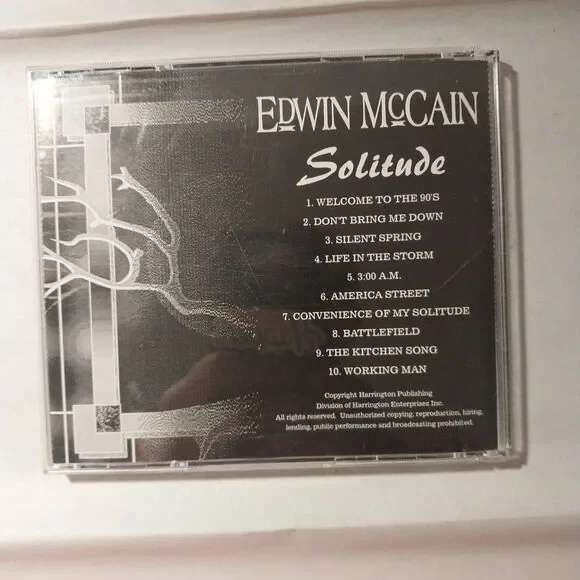 EDWIN MCCAIN
Solitude
1. WELCOME TO THE 90'S
2. DON'T BRING ME DOWN
3. SILENT SPRING
4. LIFE IN THE STORM
5. 3:00 A.M.
6. AMERICA STREET
7. CONVENIENCE OF MY SOLITUDE
8. BATTLEFIELD
9. THE KITCHEN SONG
10. WORKING MAN
Copyright Harrington Publishing
Division of Harrington Enterprises Inc.
All rights reserved. Unauthorized copying, reproduction, hiring,
lending, public performance and broadcasting prohibited.